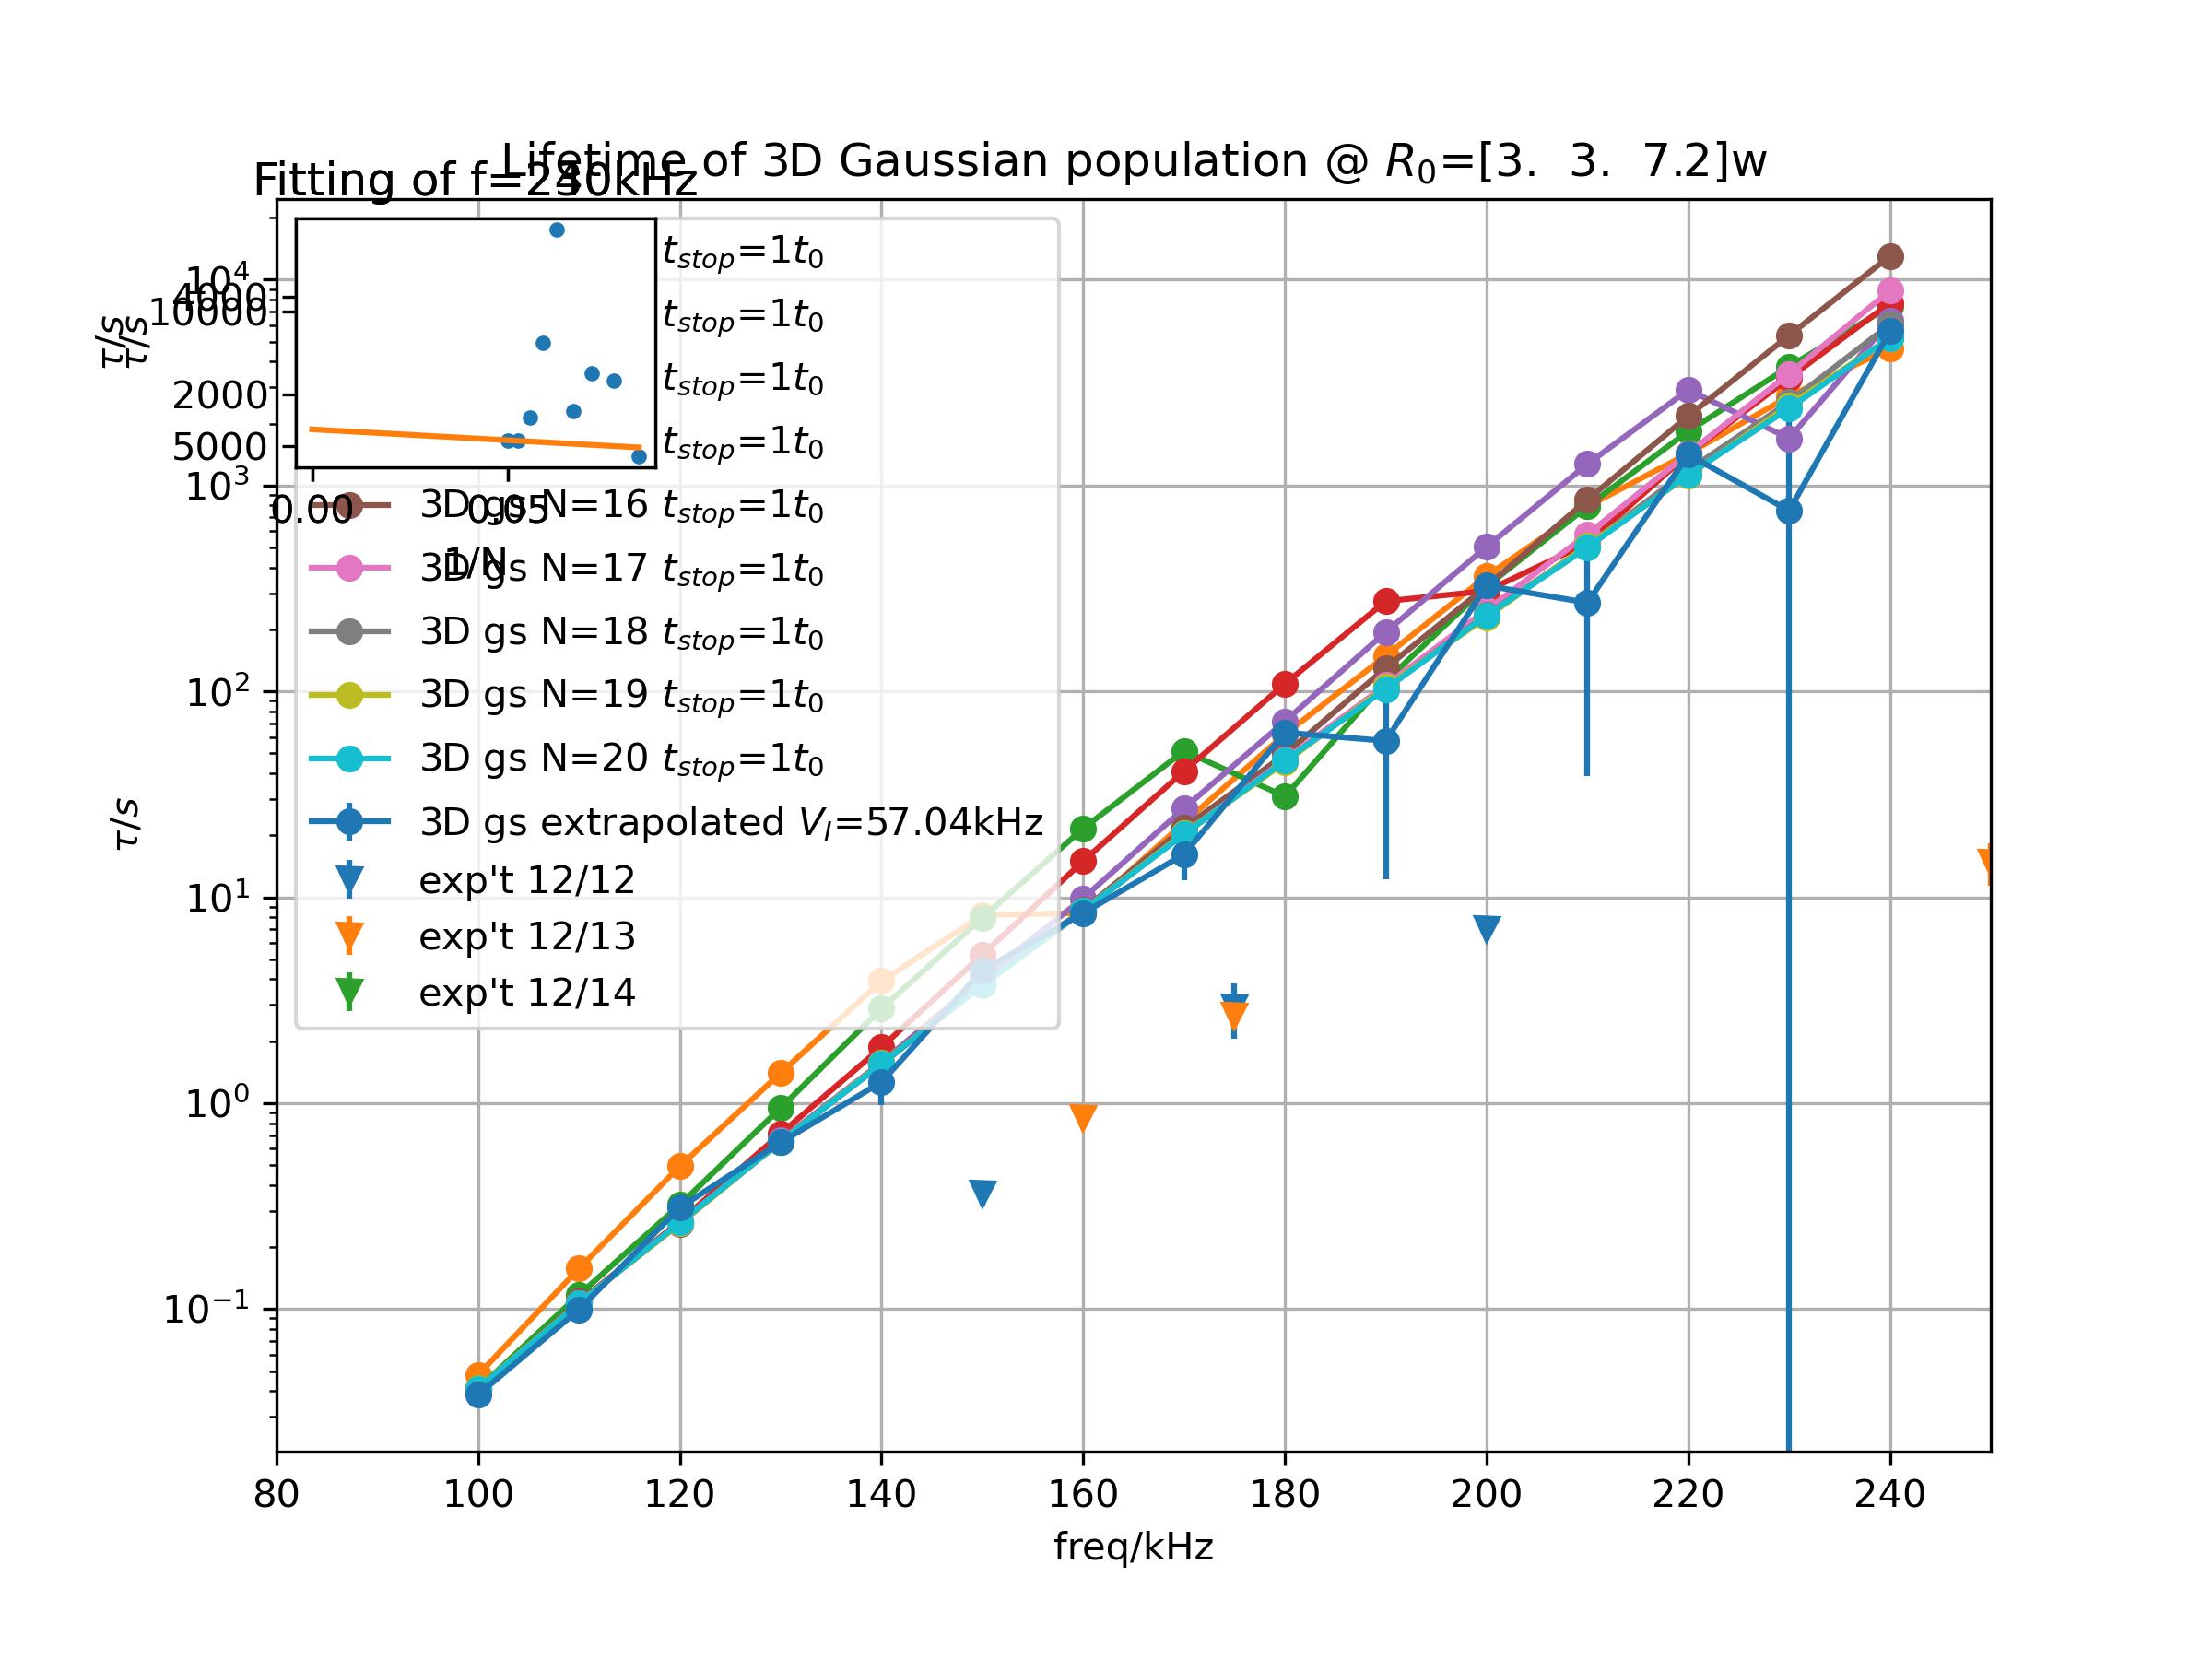 Lifetime of 3D Gaussian population @ R₀=[3. 3. 7.2]w
Fitting of f=240kHz
τ/s
τ/s
10⁴
4000
10000
2000
5000
10³
10²
10¹
10⁰
10⁻¹
τ/s
0.00
0.05
1/N
t_stop=1t₀
t_stop=1t₀
t_stop=1t₀
t_stop=1t₀
3D gs N=16 t_stop=1t₀
3D gs N=17 t_stop=1t₀
3D gs N=18 t_stop=1t₀
3D gs N=19 t_stop=1t₀
3D gs N=20 t_stop=1t₀
3D gs extrapolated V_I=57.04kHz
exp't 12/12
exp't 12/13
exp't 12/14
80 100 120 140 160 180 200 220 240
freq/kHz